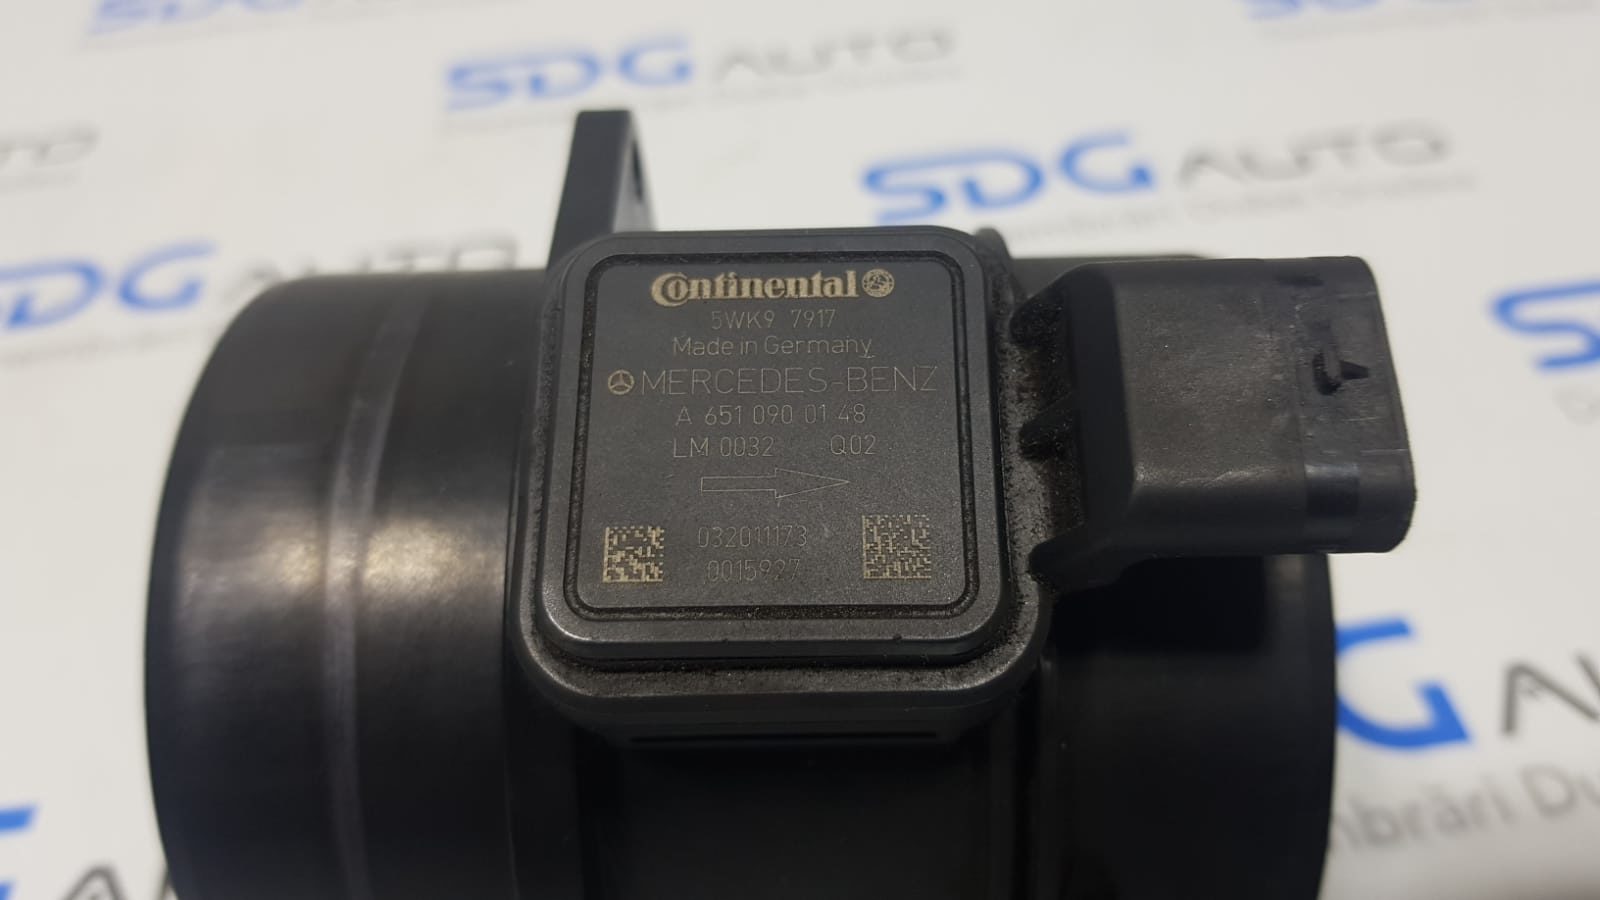 SDG AUTO
SDG AUTO
SDG AUTO
Continental
5WK9 7917
Made in Germany
MERCEDES-BENZ
A 651 090 01 48
LM 0032 Q02
032011173
0015927